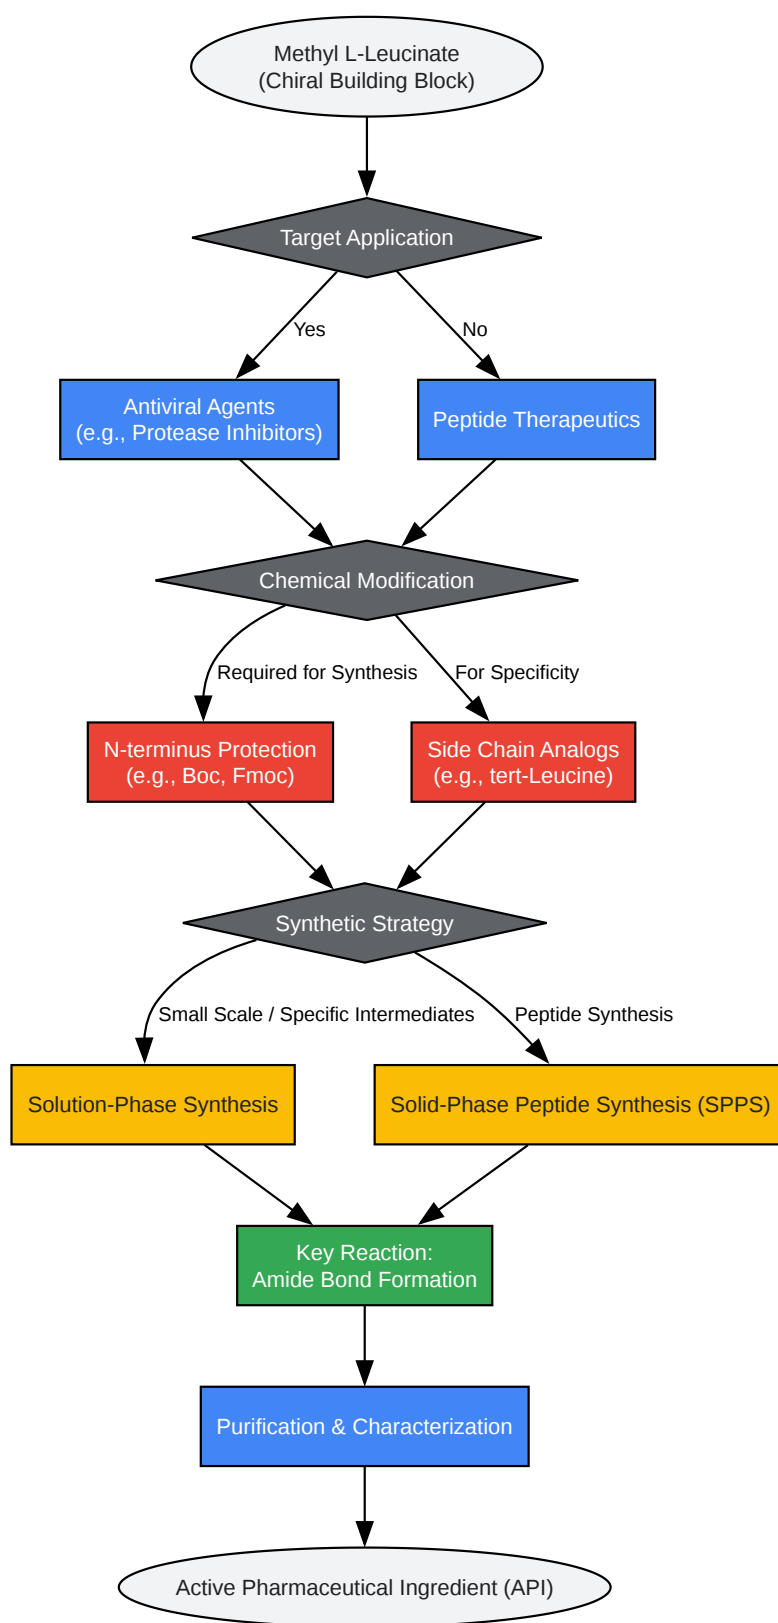 Methyl L-Leucinate
(Chiral Building Block)
Target Application
Yes
No
Antiviral Agents
(e.g., Protease Inhibitors)
Peptide Therapeutics
Chemical Modification
Required for Synthesis
For Specificity
N-terminus Protection
(e.g., Boc, Fmoc)
Side Chain Analogs
(e.g., tert-Leucine)
Synthetic Strategy
Small Scale / Specific Intermediates
Peptide Synthesis
Solution-Phase Synthesis
Solid-Phase Peptide Synthesis (SPPS)
Key Reaction:
Amide Bond Formation
Purification & Characterization
Active Pharmaceutical Ingredient (API)